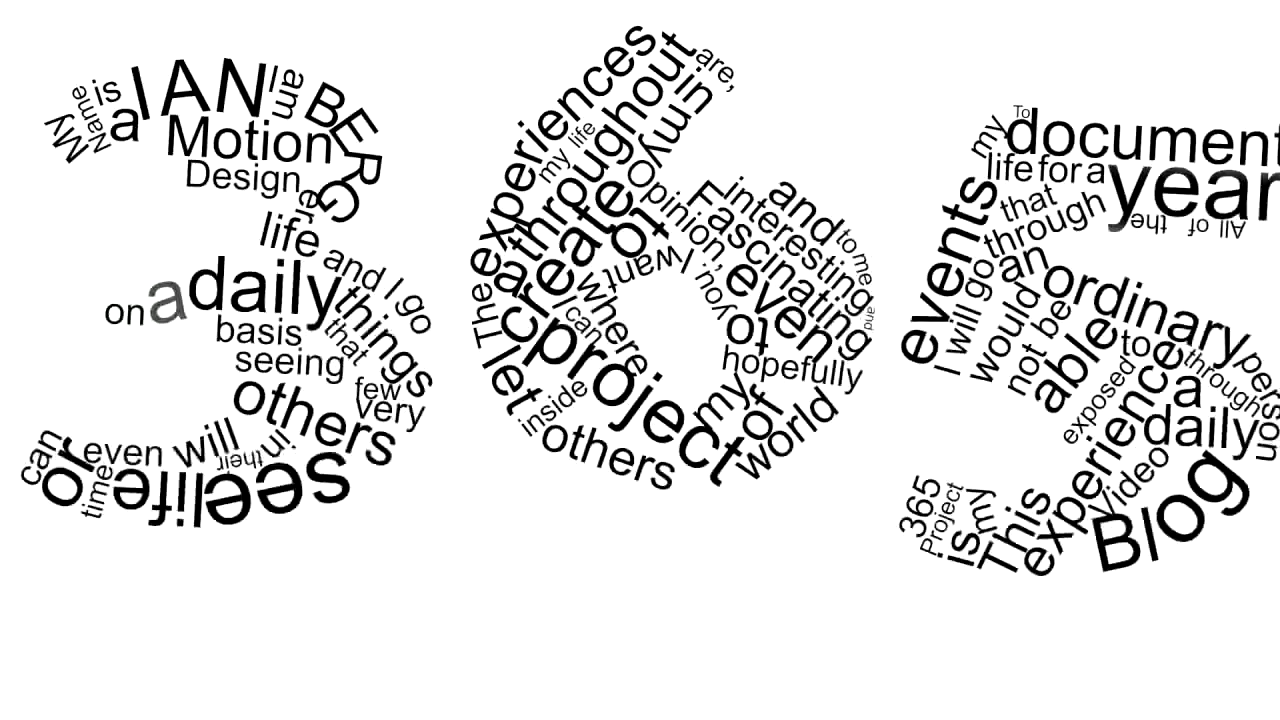 My
Name
is
IAN
BERG
I am
a
Motion
Designer
life and I go
on a daily
basis
things
that
seeing
few
very
others
in their
even will
see
life
or
can
time
The experiences
throughout
my life
are,
in my
Opinion,
Fascinating
interesting
and
to me
and
you,
even
to
hopefully
I want
to
create
a
project
where
I can
let
others
inside
my
world
of
To
document
my
life for a
year
All of the
events
that
I will go
through
an
ordinary
person
would
not be
able
to
experience
exposed
through
a
daily
Video
Blog
This
is
my
365
Project